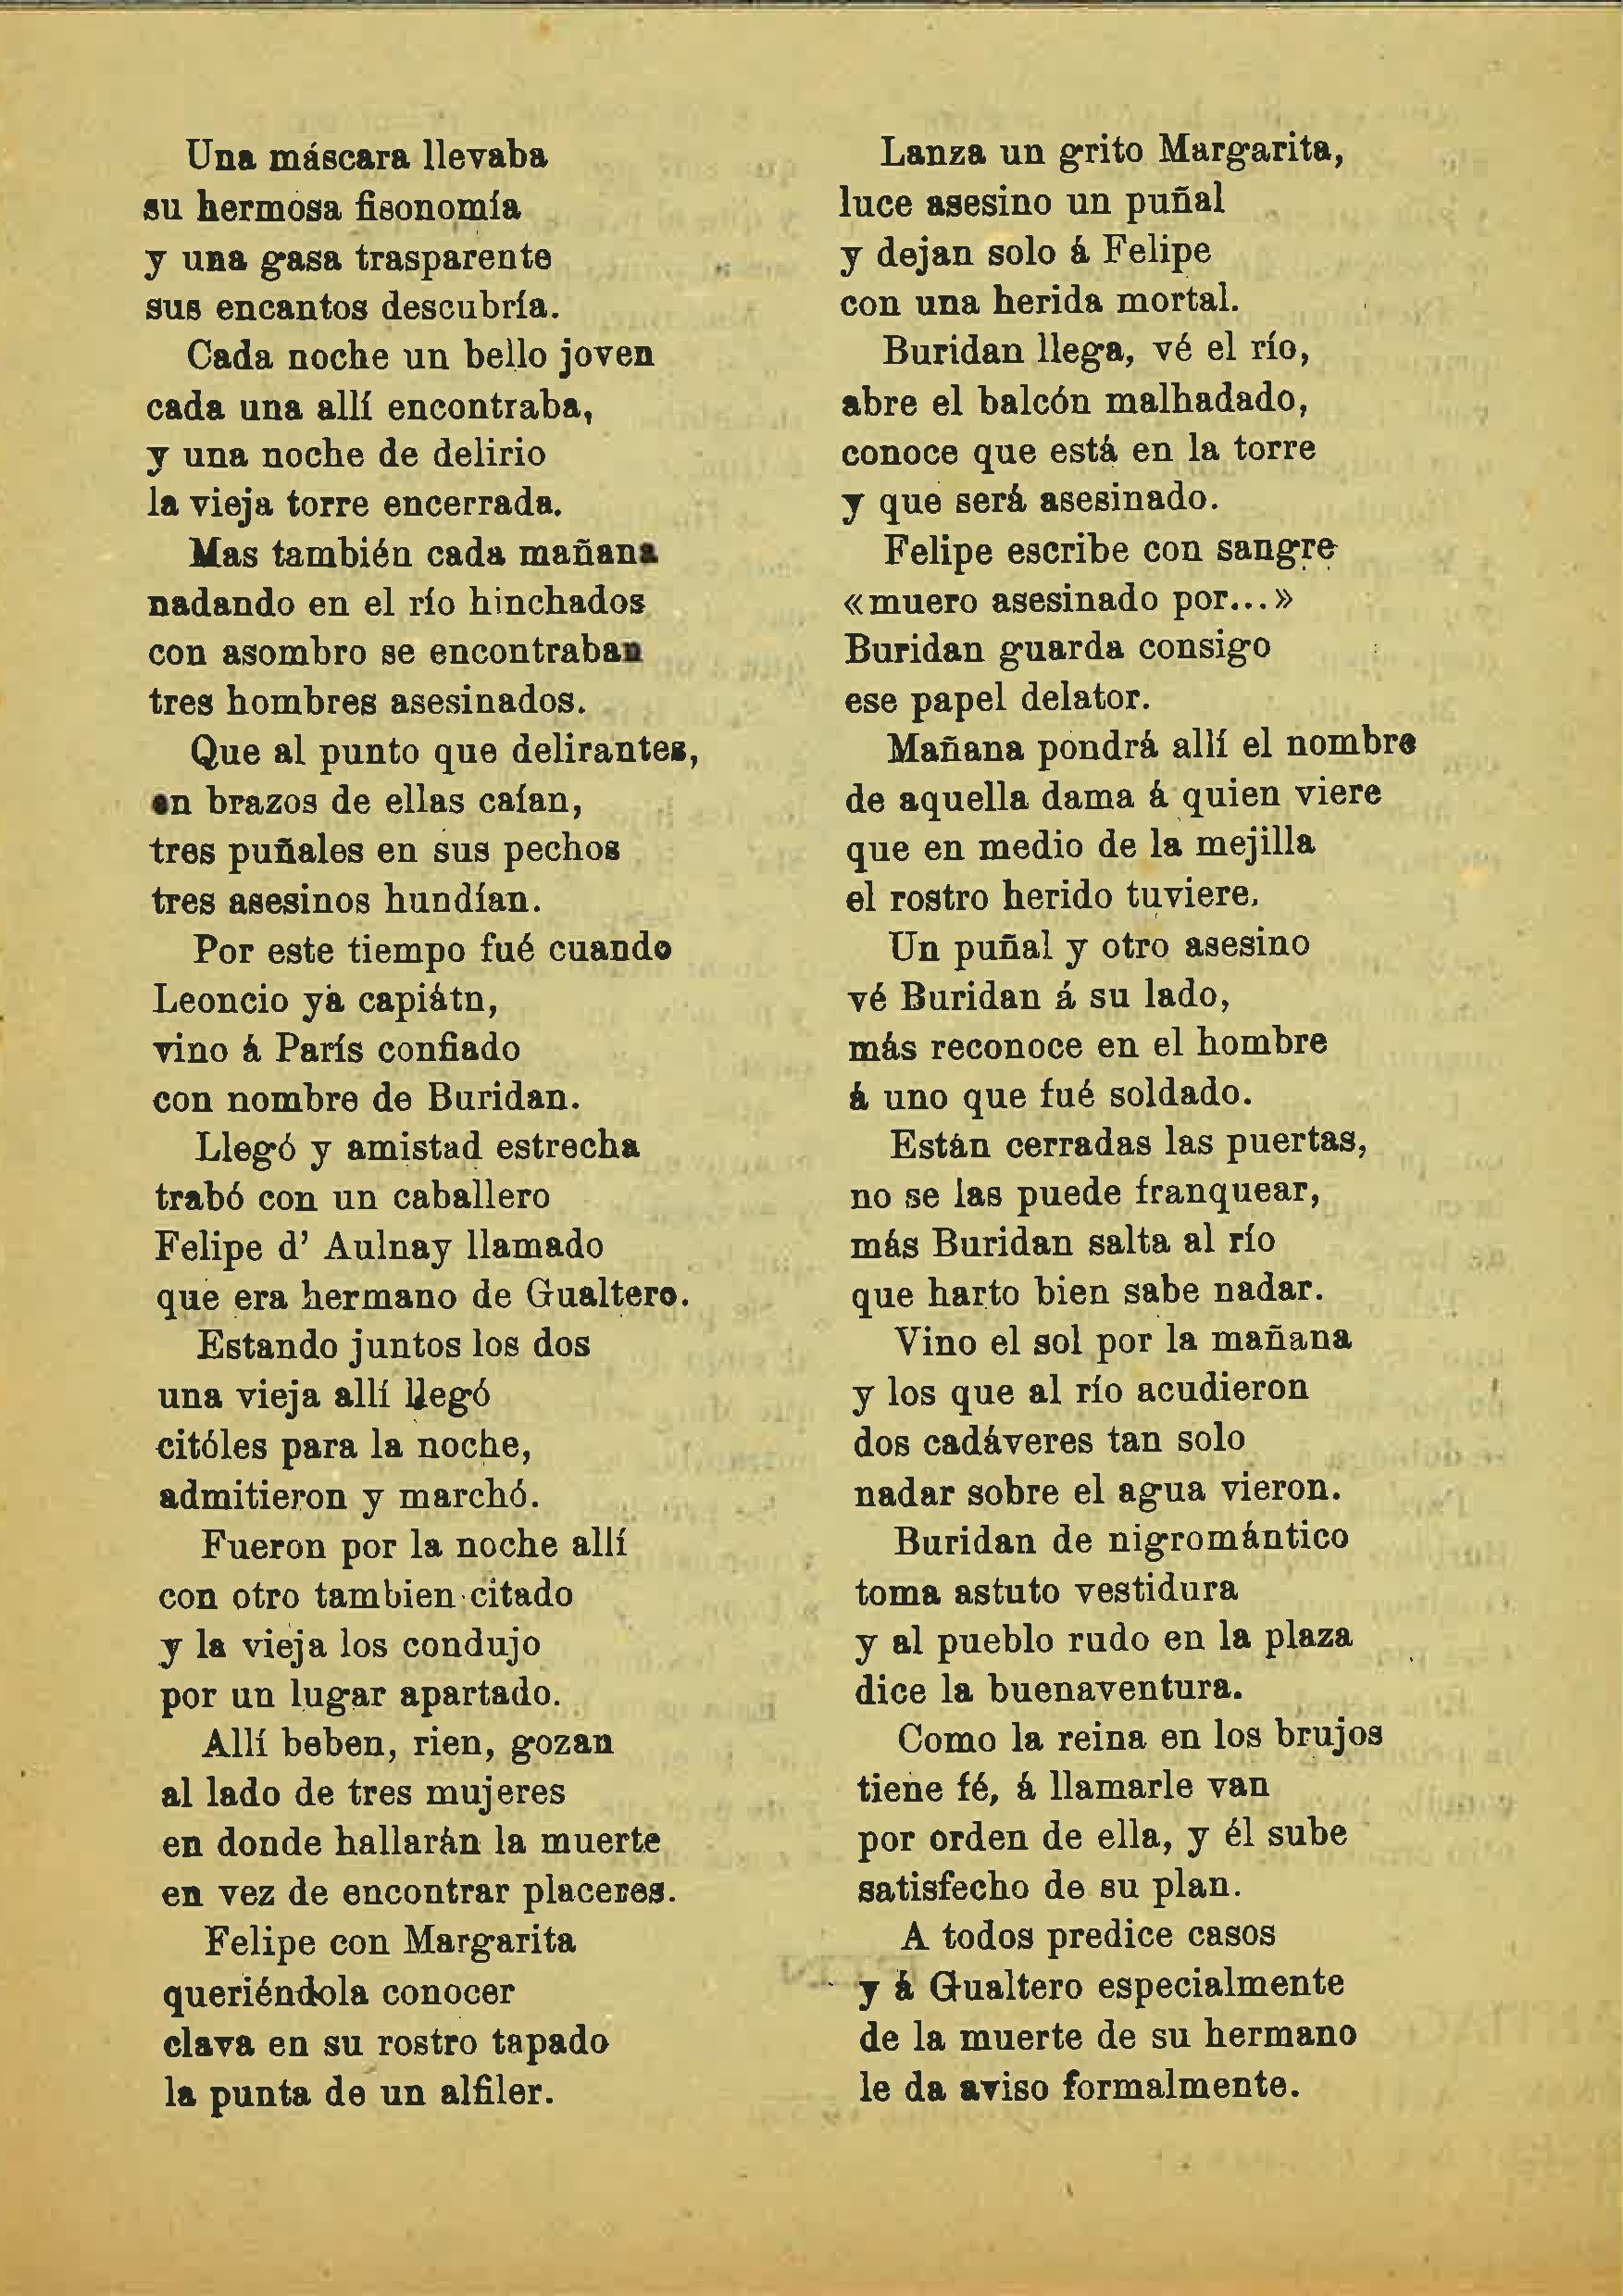 Una máscara llevaba
su hermosa fisonomía
y una gasa trasparente
sus encantos descubría.
Cada noche un bello joven
cada una allí encontraba,
y una noche de delirio
la vieja torre encerrada.
Mas también cada mañana
nadando en el río hinchados
con asombro se encontraban
tres hombres asesinados.
Que al punto que delirantes,
en brazos de ellas caían,
tres puñales en sus pechos
tres asesinos hundían.
Por este tiempo fué cuando
Leoncio ya capiátn,
vino á París confiado
con nombre de Buridan.
Llegó y amistad estrecha
trabó con un caballero
Felipe d' Aulnay llamado
que era hermano de Gualtero.
Estando juntos los dos
una vieja allí llegó
citóles para la noche,
admitieron y marchó.
Fueron por la noche allí
con otro tambien citado
y la vieja los condujo
por un lugar apartado.
Allí beben, rien, gozan
al lado de tres mujeres
en donde hallarán la muerte
en vez de encontrar placeres.
Felipe con Margarita
queriéndola conocer
clava en su rostro tapado
la punta de un alfiler.
Lanza un grito Margarita,
luce asesino un puñal
y dejan solo á Felipe
con una herida mortal.
Buridan llega, vé el río,
abre el balcón malhadado,
conoce que está en la torre
y que será asesinado.
Felipe escribe con sangre
«muero asesinado por...»
Buridan guarda consigo
ese papel delator.
Mañana pondrá allí el nombre
de aquella dama á quien viere
que en medio de la mejilla
el rostro herido tuviere.
Un puñal y otro asesino
vé Buridan á su lado,
más reconoce en el hombre
á uno que fué soldado.
Están cerradas las puertas,
no se las puede franquear,
más Buridan salta al río
que harto bien sabe nadar.
Vino el sol por la mañana
y los que al río acudieron
dos cadáveres tan solo
nadar sobre el agua vieron.
Buridan de nigromántico
toma astuto vestidura
y al pueblo rudo en la plaza
dice la buenaventura.
Como la reina en los brujos
tiene fé, á llamarle van
por orden de ella, y él sube
satisfecho de su plan.
A todos predice casos
y á Gualtero especialmente
de la muerte de su hermano
le da aviso formalmente.